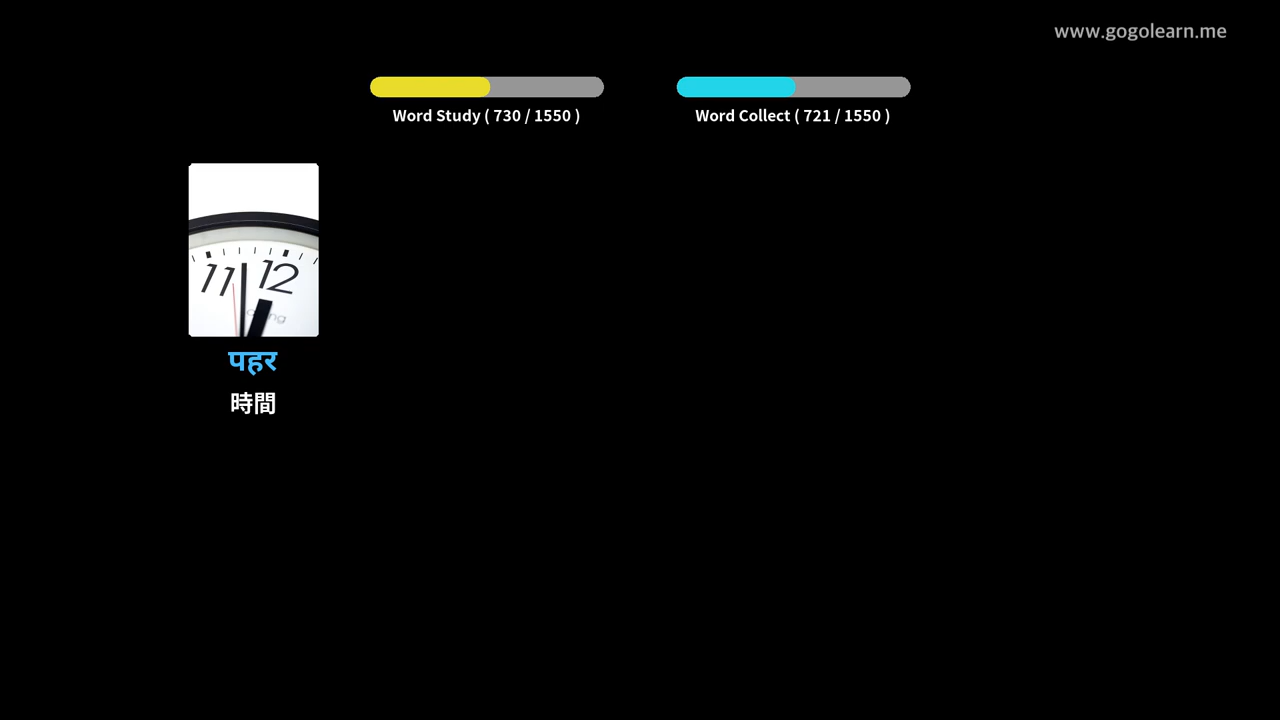 www.gogolearn.me
Word Study ( 730 / 1550 )
Word Collect ( 721 / 1550 )
11 12
पहर
時間